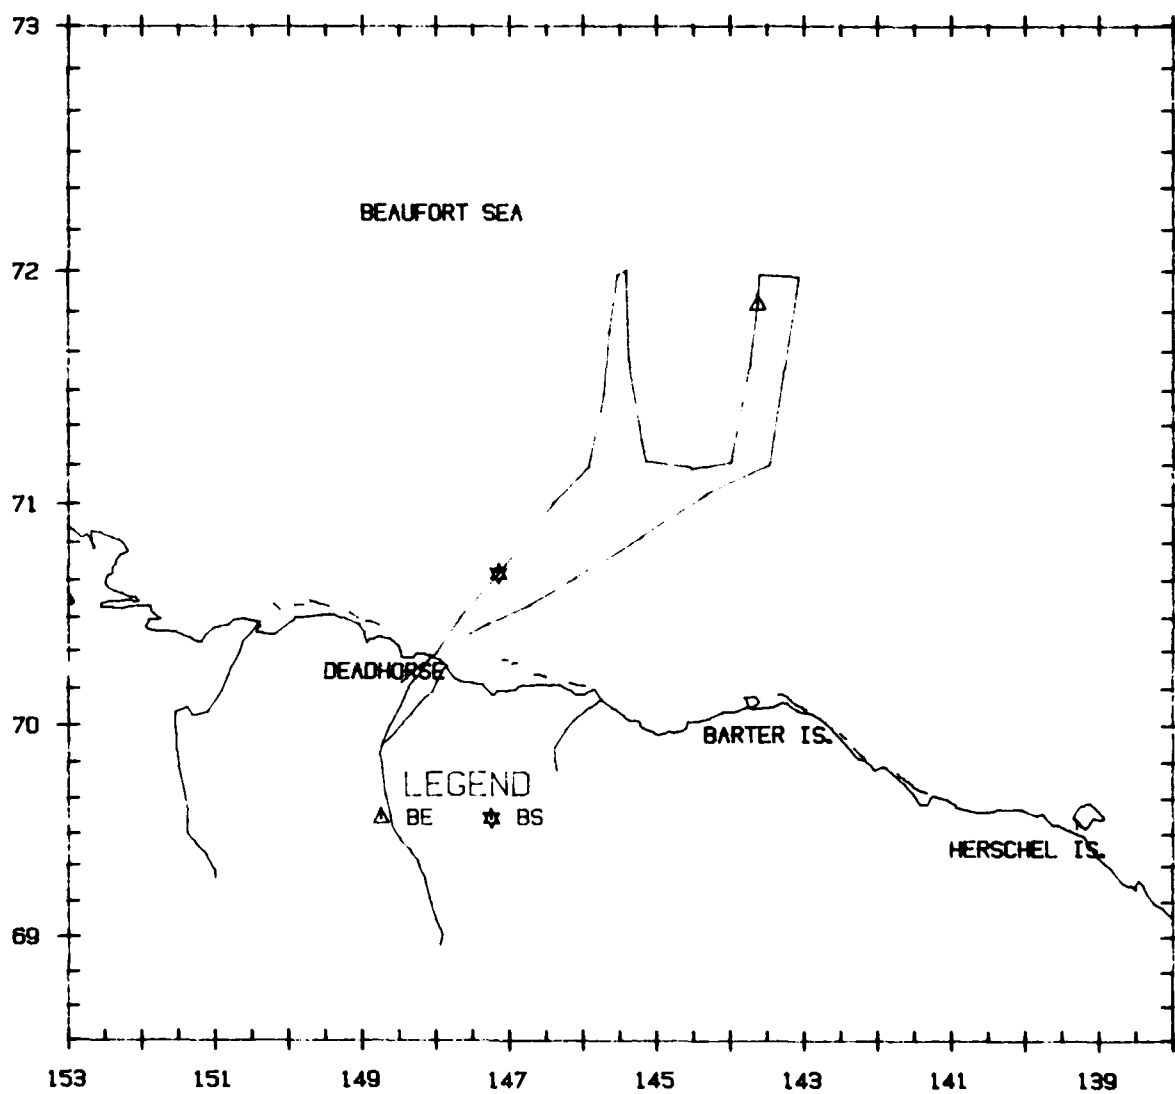 73
BEAUFORT SEA
72
71
DEADHORSE
70
BARTER IS.
LEGEND
BE BS
HERSCHEL IS.
69
153 151 149 147 145 143 141 139